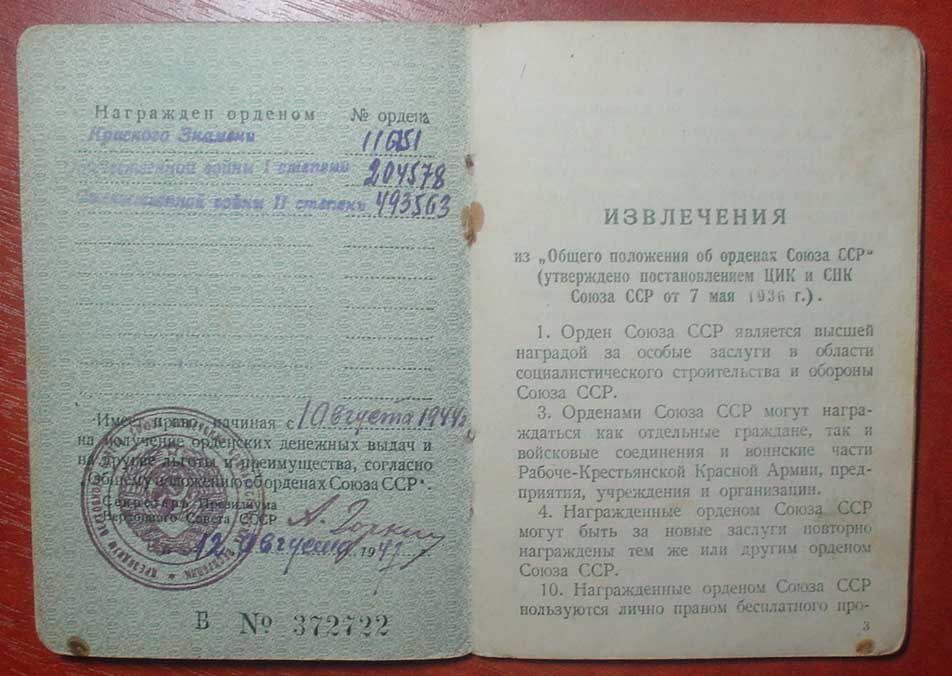 Награжден орденом № ордена
Красного Знамени
Отечественной войны I степени 204578
Отечественной войны II степени 493563
Имеет право, начиная с 1 Августа 1944 г.
на получение орденских денежных выдач и
на другие льготы и преимущества, согласно
„Общему положению об орденах Союза ССР“.
Секретарь Президиума
Верховного Совета СССР А. Горкин
12 Августа 1947
Б № 372722
ИЗВЛЕЧЕНИЯ
из „Общего положения об орденах Союза ССР“
(утверждено постановлением ЦИК и СНК
Союза ССР от 7 мая 1936 г.).
1. Орден Союза ССР является высшей
наградой за особые заслуги в области
социалистического строительства и обороны
Союза ССР.
3. Орденами Союза ССР могут награ-
ждаться как отдельные граждане, так и
войсковые соединения и воинские части
Рабоче-Крестьянской Красной Армии, пред-
приятия, учреждения и организации.
4. Награжденные орденом Союза ССР
могут быть за новые заслуги повторно
награждены тем же или другим орденом
Союза ССР.
10. Награжденные орденом Союза ССР
пользуются лично правом бесплатного про-
3